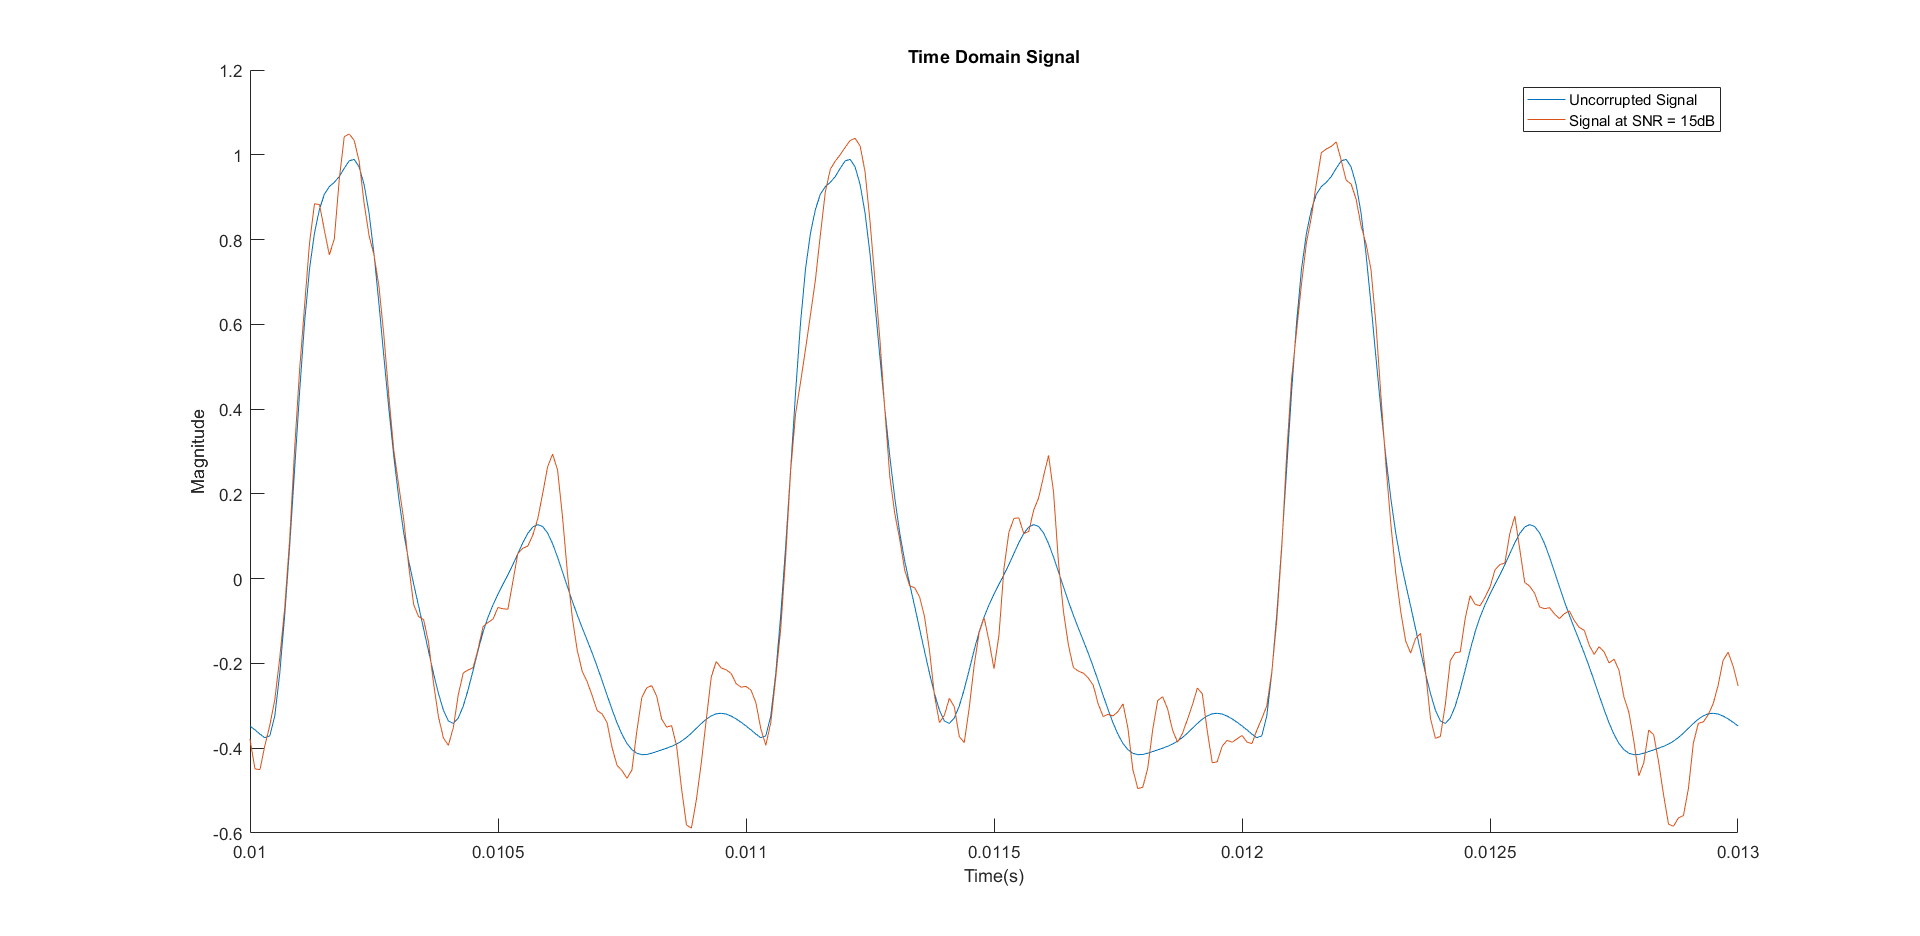 Time Domain Signal
Uncorrupted Signal
Signal at SNR = 15dB
Magnitude
1.2
1
0.8
0.6
0.4
0.2
0
-0.2
-0.4
-0.6
0.01 0.0105 0.011 0.0115 0.012 0.0125 0.013
Time(s)